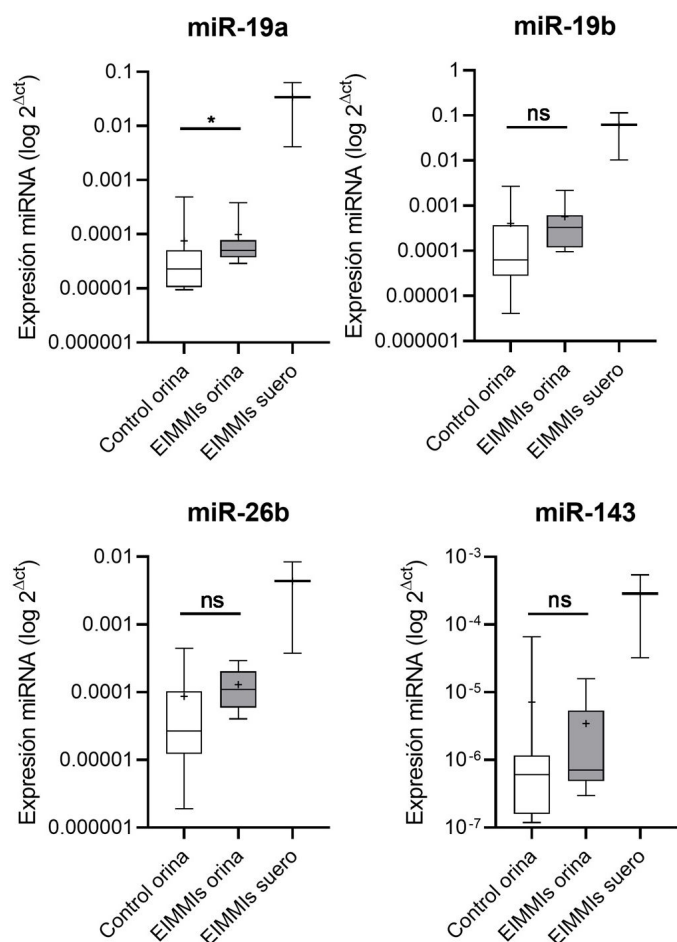 miR-19a
Expresión miRNA (log 2^Δct)
0.1
0.01
0.001
0.0001
0.00001
0.000001
*
Control orina
EIMMIs orina
EIMMIs suero
miR-19b
Expresión miRNA (log 2^Δct)
1
0.1
0.01
0.001
0.0001
0.00001
0.000001
ns
Control orina
EIMMIs orina
EIMMIs suero
miR-26b
Expresión miRNA (log 2^Δct)
0.01
0.001
0.0001
0.00001
0.000001
ns
Control orina
EIMMIs orina
EIMMIs suero
miR-143
Expresión miRNA (log 2^Δct)
10^-3
10^-4
10^-5
10^-6
10^-7
ns
Control orina
EIMMIs orina
EIMMIs suero